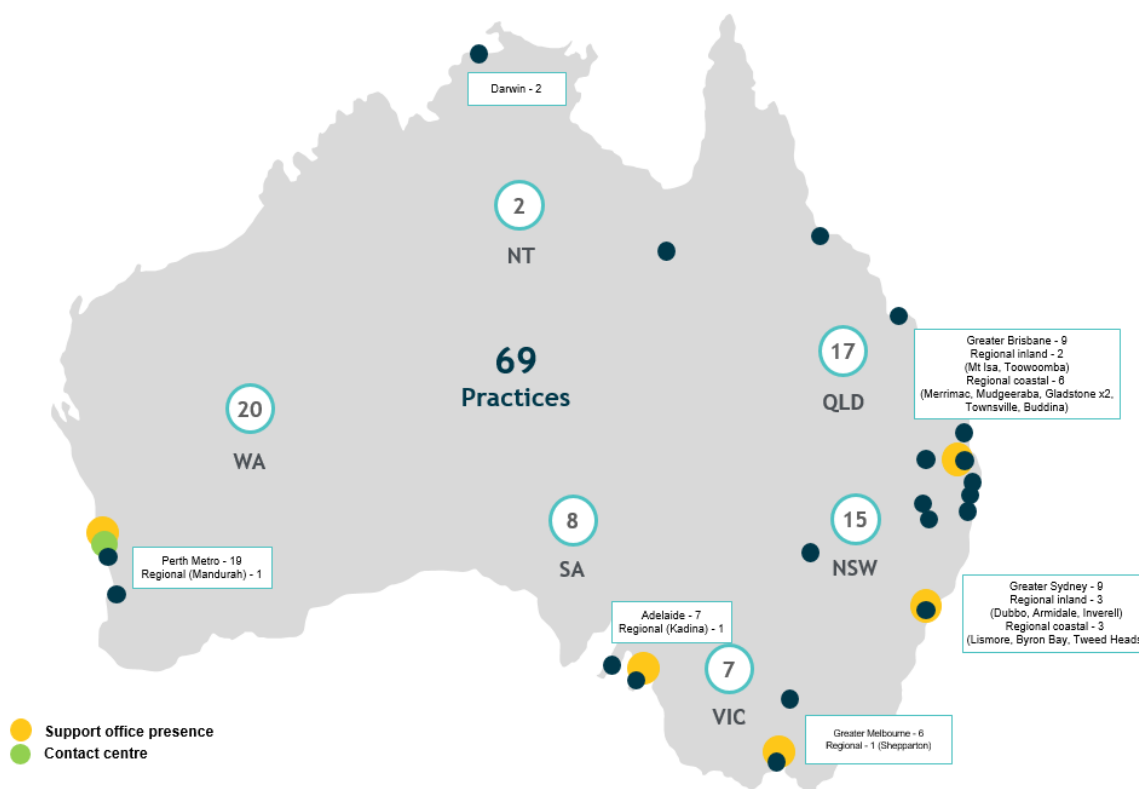 Darwin - 2
2
NT
17
QLD
Greater Brisbane - 9
Regional inland - 2
(Mt Isa, Toowoomba)
Regional coastal - 6
(Merrimac, Mudgeeraba, Gladstone x2,
Townsville, Buddina)
69
Practices
20
WA
8
SA
15
NSW
Perth Metro - 19
Regional (Mandurah) - 1
Greater Sydney - 9
Regional inland - 3
(Dubbo, Armidale, Inverell)
Regional coastal - 3
(Lismore, Byron Bay, Tweed Heads
Adelaide - 7
Regional (Kadina) - 1
7
VIC
Greater Melbourne - 6
Regional - 1 (Shepparton)
Support office presence
Contact centre